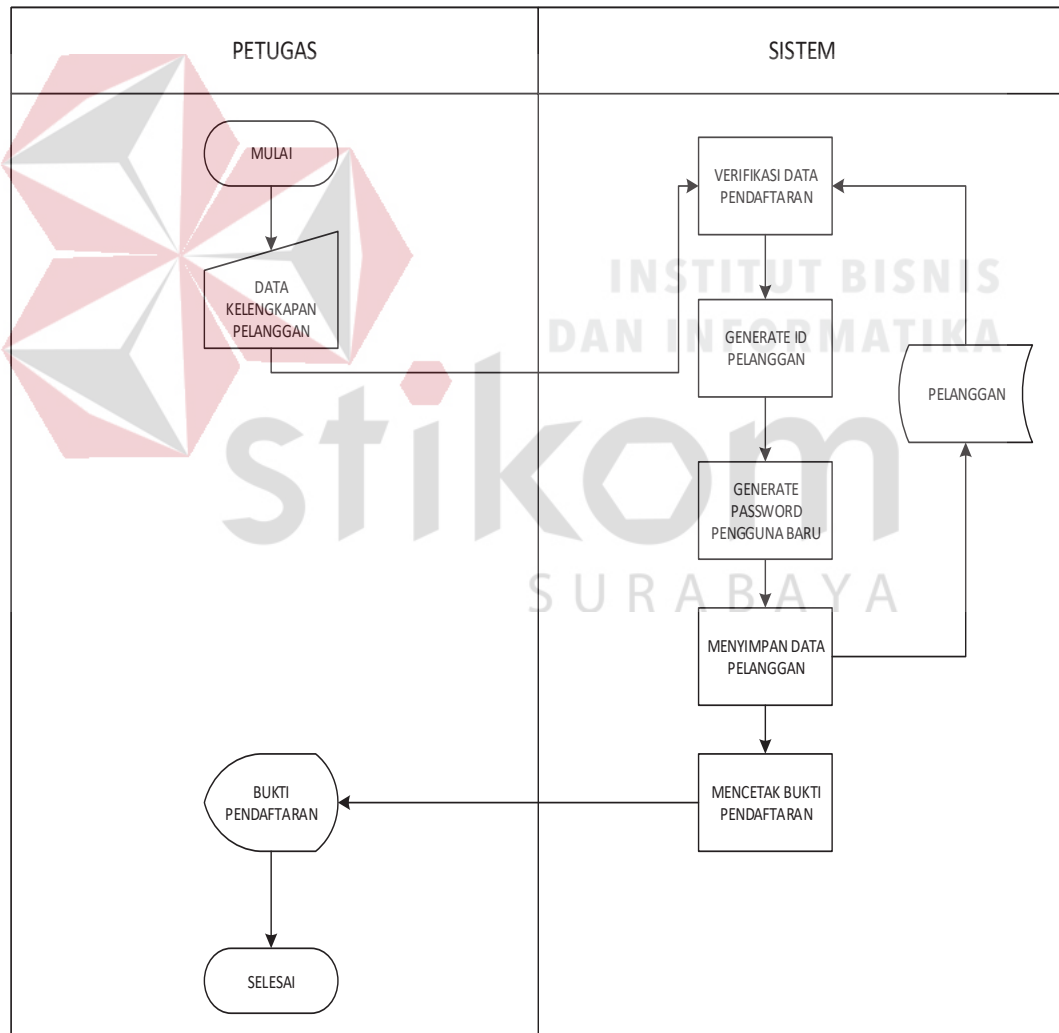 PETUGAS
SISTEM
MULAI
DATA
KELENGKAPAN
PELANGGAN
VERIFIKASI DATA
PENDAFTARAN
GENERATE ID
PELANGGAN
PELANGGAN
GENERATE
PASSWORD
PENGGUNA BARU
MENYIMPAN DATA
PELANGGAN
MENCETAK BUKTI
PENDAFTARAN
BUKTI
PENDAFTARAN
SELESAI
INSTITUT BISNIS
DAN INFORMATIKA
stikom
SURABAYA